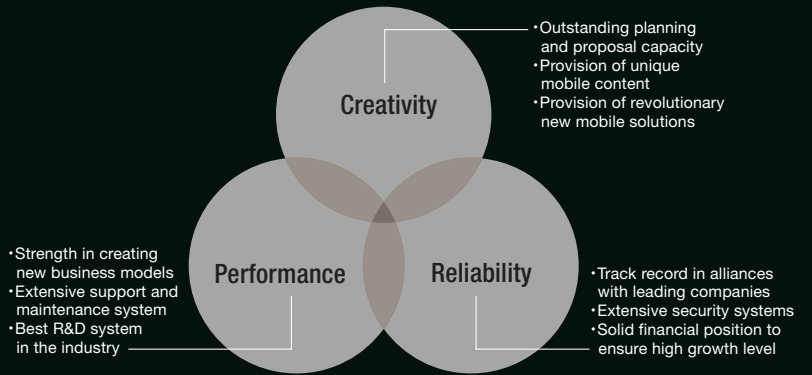 ・Outstanding planning
and proposal capacity
・Provision of unique
mobile content
・Provision of revolutionary
new mobile solutions
Creativity
Performance
Reliability
・Strength in creating
new business models
・Extensive support and
maintenance system
・Best R&D system
in the industry
・Track record in alliances
with leading companies
・Extensive security systems
・Solid financial position to
ensure high growth level